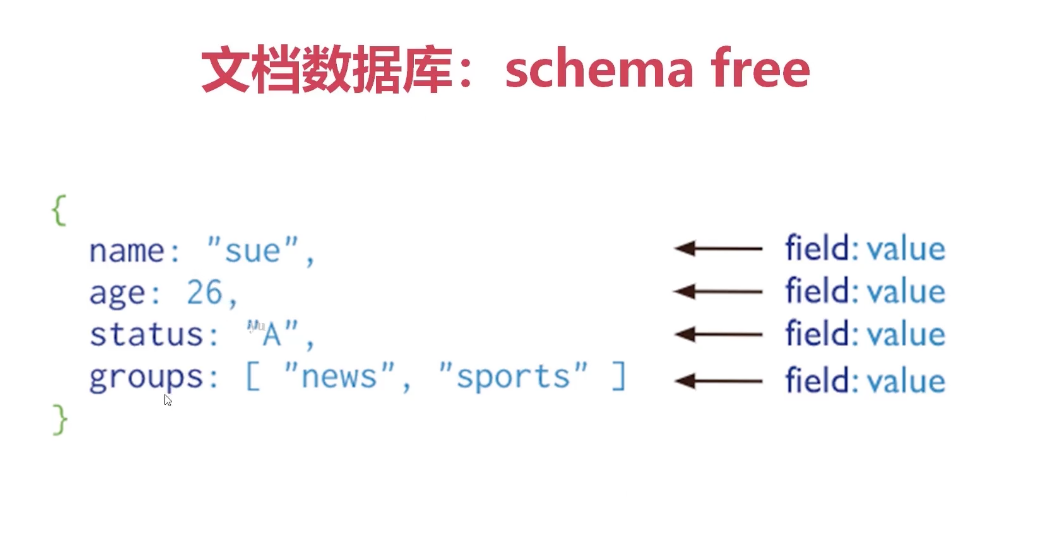 文档数据库：schema free
{
name: "sue",
field: value
age: 26,
field: value
status: "A",
field: value
groups: [ "news", "sports" ]
field: value
}